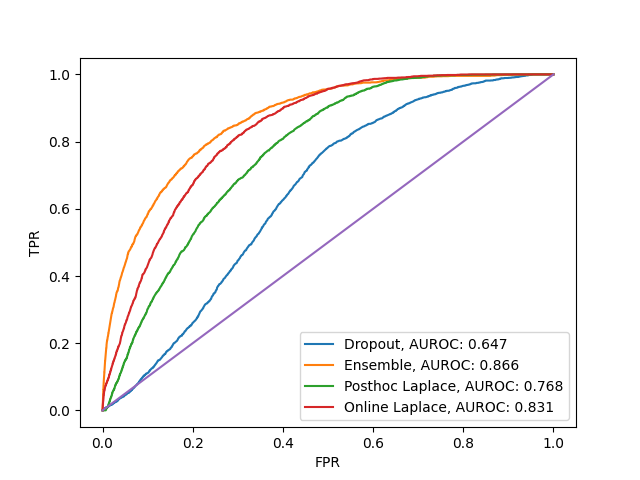 1.0
0.8
0.6
0.4
0.2
0.0
TPR
Dropout, AUROC: 0.647
Ensemble, AUROC: 0.866
Posthoc Laplace, AUROC: 0.768
Online Laplace, AUROC: 0.831
0.0 0.2 0.4 0.6 0.8 1.0
FPR